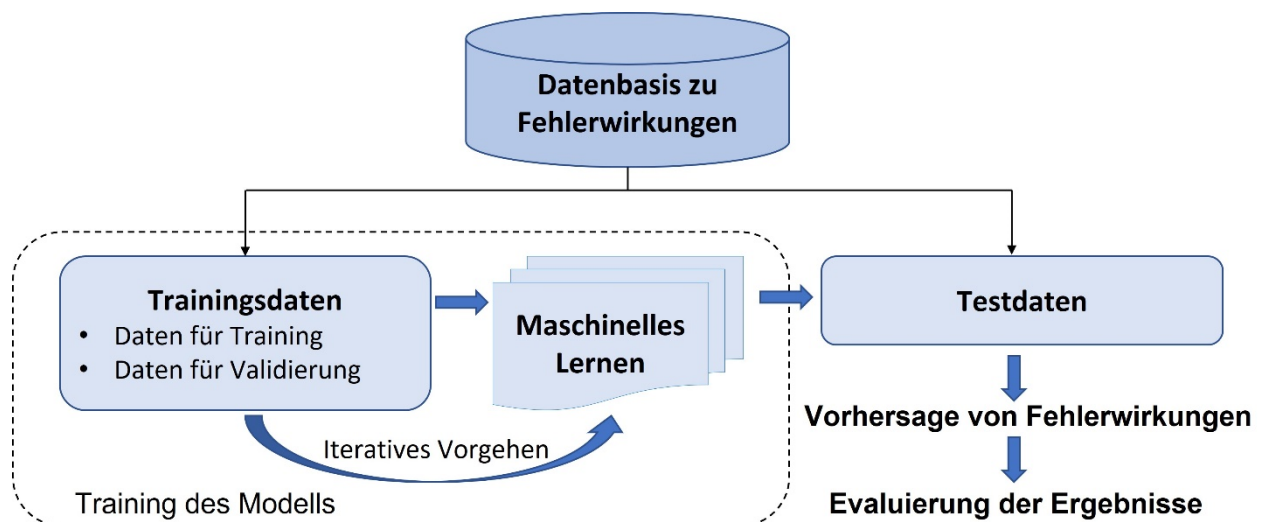 Datenbasis zu
Fehlerwirkungen
Trainingsdaten
• Daten für Training
• Daten für Validierung
Maschinelles
Lernen
Iteratives Vorgehen
Training des Modells
Testdaten
Vorhersage von Fehlerwirkungen
Evaluierung der Ergebnisse